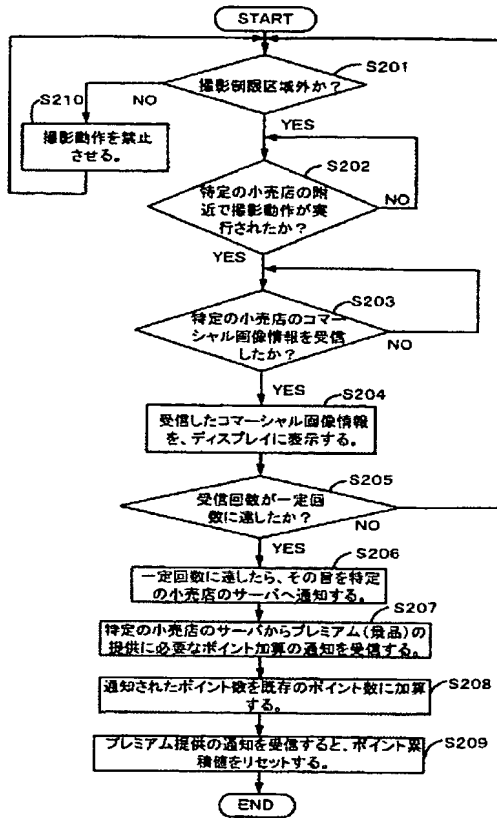 START
S201
撮影制限区域外か？
NO
YES
S210
撮影動作を禁止
させる。
S202
特定の小売店の附
近で撮影動作が実
行されたか？
NO
YES
S203
特定の小売店のコマー
シャル画像情報を受信
したか？
NO
YES
S204
受信したコマーシャル画像情報
を、ディスプレイに表示する。
S205
受信回数が一定回
数に達したか？
NO
YES
S206
一定回数に達したら、その旨を特定
の小売店のサーバへ通知する。
S207
特定の小売店のサーバからプレミアム（景品）の
提供に必要なポイント加算の通知を受信する。
S208
通知されたポイント数を既存のポイント数に加算
する。
S209
プレミアム提供の通知を受信すると、ポイント累
積値をリセットする。
END